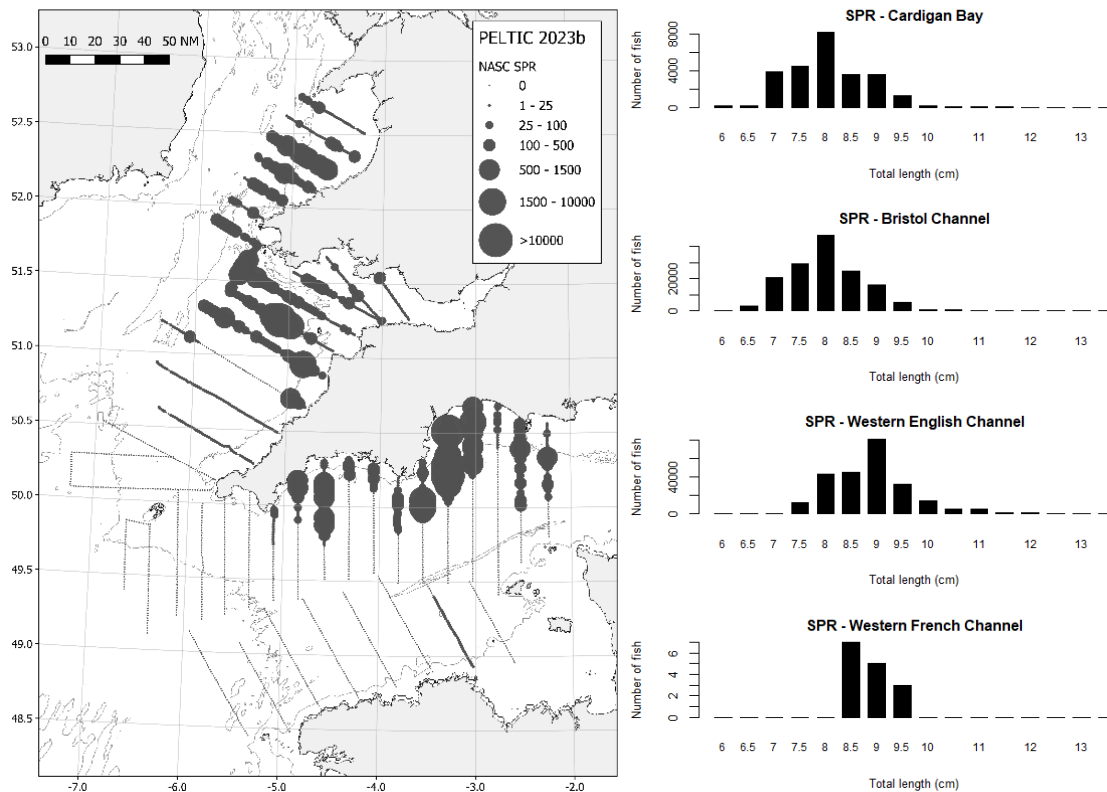 53.0
52.5
52.0
51.5
51.0
50.5
50.0
49.5
49.0
48.5
-7.0 -6.0 -5.0 -4.0 -3.0 -2.0
0 10 20 30 40 50 NM
PELTIC 2023b
NASC SPR
0
1 - 25
25 - 100
100 - 500
500 - 1500
1500 - 10000
>10000
SPR - Cardigan Bay
Number of fish
0 4000 8000
6 6.5 7 7.5 8 8.5 9 9.5 10 11 12 13
Total length (cm)
SPR - Bristol Channel
Number of fish
0 20000
6 6.5 7 7.5 8 8.5 9 9.5 10 11 12 13
Total length (cm)
SPR - Western English Channel
Number of fish
0 40000
6 6.5 7 7.5 8 8.5 9 9.5 10 11 12 13
Total length (cm)
SPR - Western French Channel
Number of fish
0 2 4 6
6 6.5 7 7.5 8 8.5 9 9.5 10 11 12 13
Total length (cm)